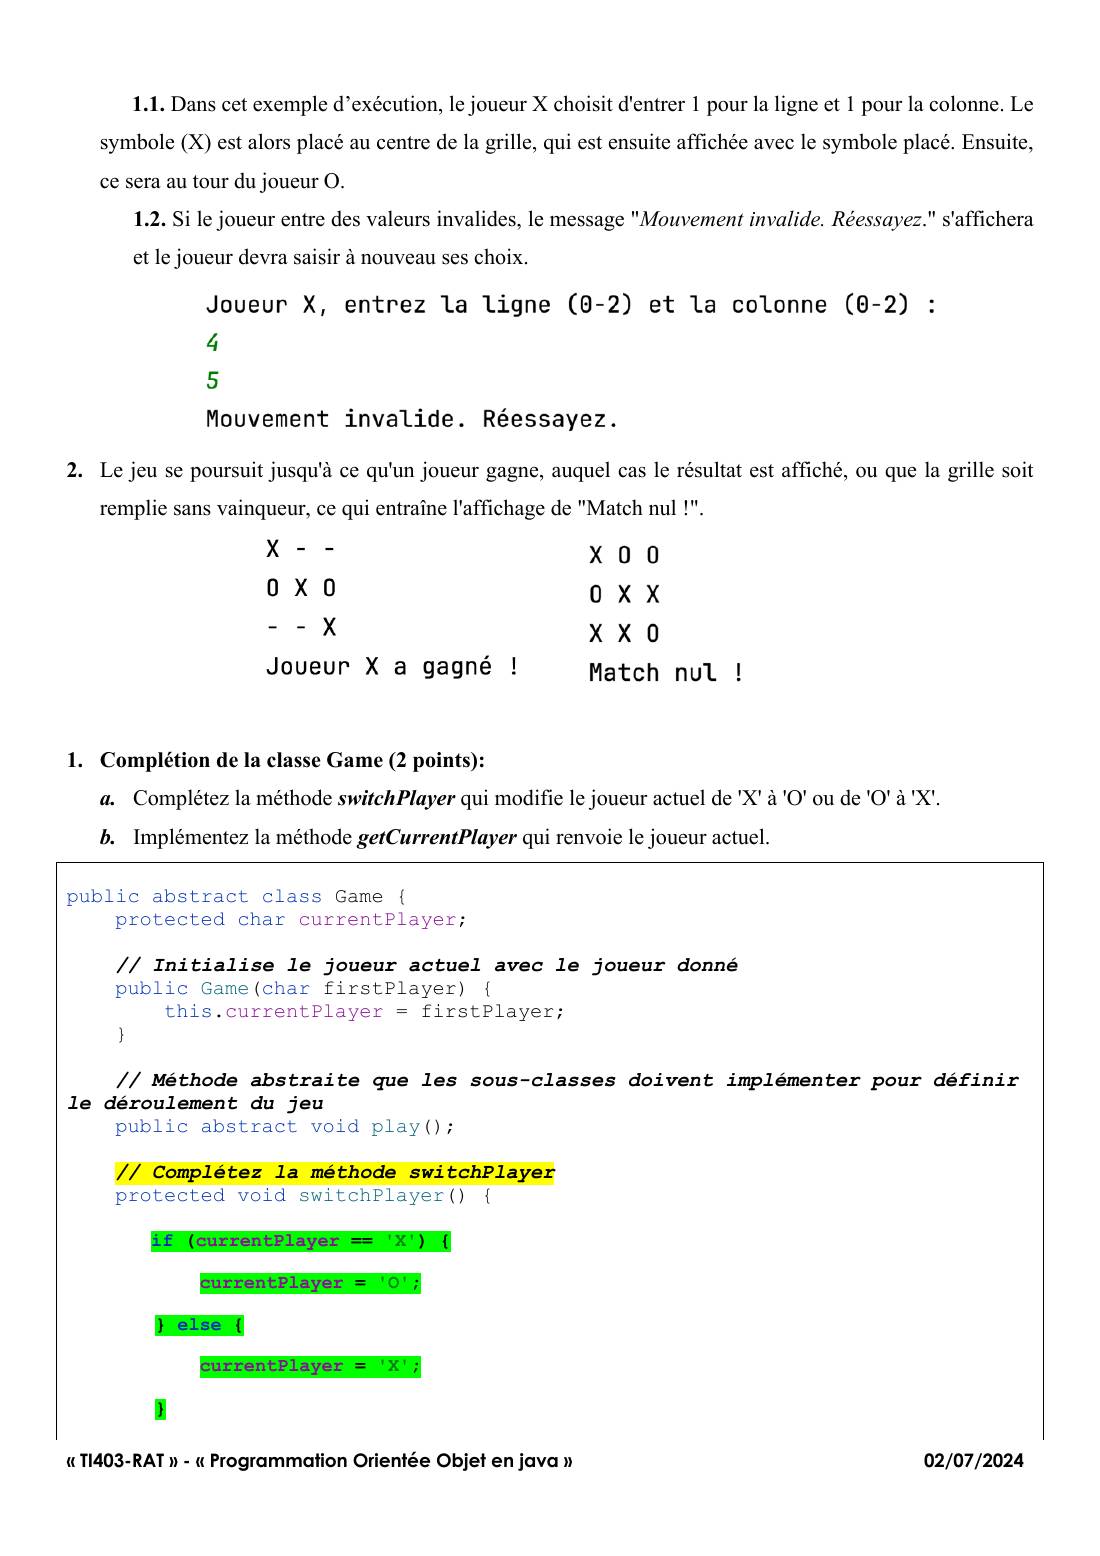 1.1. Dans cet exemple d’exécution, le joueur X choisit d'entrer 1 pour la ligne et 1 pour la colonne. Le
symbole (X) est alors placé au centre de la grille, qui est ensuite affichée avec le symbole placé. Ensuite,
ce sera au tour du joueur O.
1.2. Si le joueur entre des valeurs invalides, le message "Mouvement invalide. Réessayez." s'affichera
et le joueur devra saisir à nouveau ses choix.
Joueur X, entrez la ligne (0-2) et la colonne (0-2) :
4
5
Mouvement invalide. Réessayez.
2. Le jeu se poursuit jusqu'à ce qu'un joueur gagne, auquel cas le résultat est affiché, ou que la grille soit
remplie sans vainqueur, ce qui entraîne l'affichage de "Match nul !".
X - -
O X O
- - X
Joueur X a gagné !
X O O
O X X
X X O
Match nul !
1. Complétion de la classe Game (2 points):
a. Complétez la méthode switchPlayer qui modifie le joueur actuel de 'X' à 'O' ou de 'O' à 'X'.
b. Implémentez la méthode getCurrentPlayer qui renvoie le joueur actuel.
public abstract class Game {
protected char currentPlayer;
// Initialise le joueur actuel avec le joueur donné
public Game(char firstPlayer) {
this.currentPlayer = firstPlayer;
}
// Méthode abstraite que les sous-classes doivent implémenter pour définir
le déroulement du jeu
public abstract void play();
// Complétez la méthode switchPlayer
protected void switchPlayer() {
if (currentPlayer == 'X') {
currentPlayer = 'O';
} else {
currentPlayer = 'X';
}
« TI403-RAT » - « Programmation Orientée Objet en java » 02/07/2024